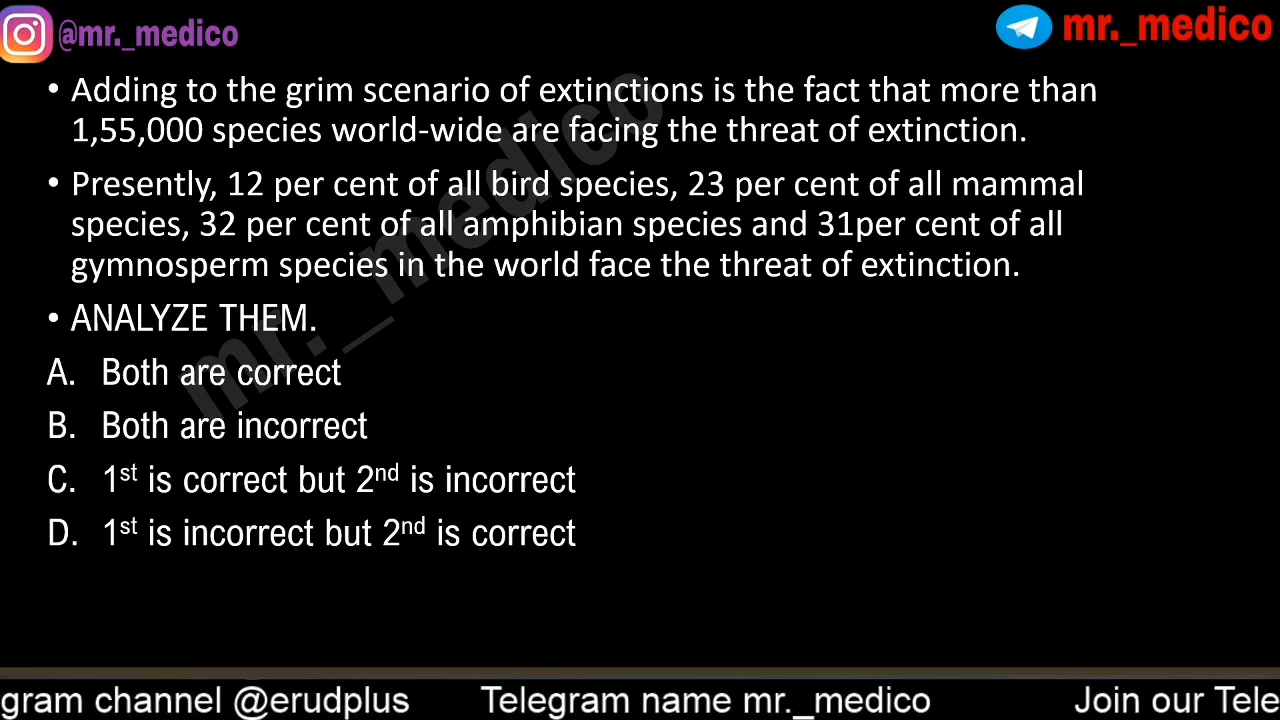 @mr._medico
mr._medico
• Adding to the grim scenario of extinctions is the fact that more than
1,55,000 species world-wide are facing the threat of extinction.
• Presently, 12 per cent of all bird species, 23 per cent of all mammal
species, 32 per cent of all amphibian species and 31per cent of all
gymnosperm species in the world face the threat of extinction.
• ANALYZE THEM.
A. Both are correct
B. Both are incorrect
C. 1st is correct but 2nd is incorrect
D. 1st is incorrect but 2nd is correct
mr._medico
gram channel @erudplus Telegram name mr._medico Join our Tele